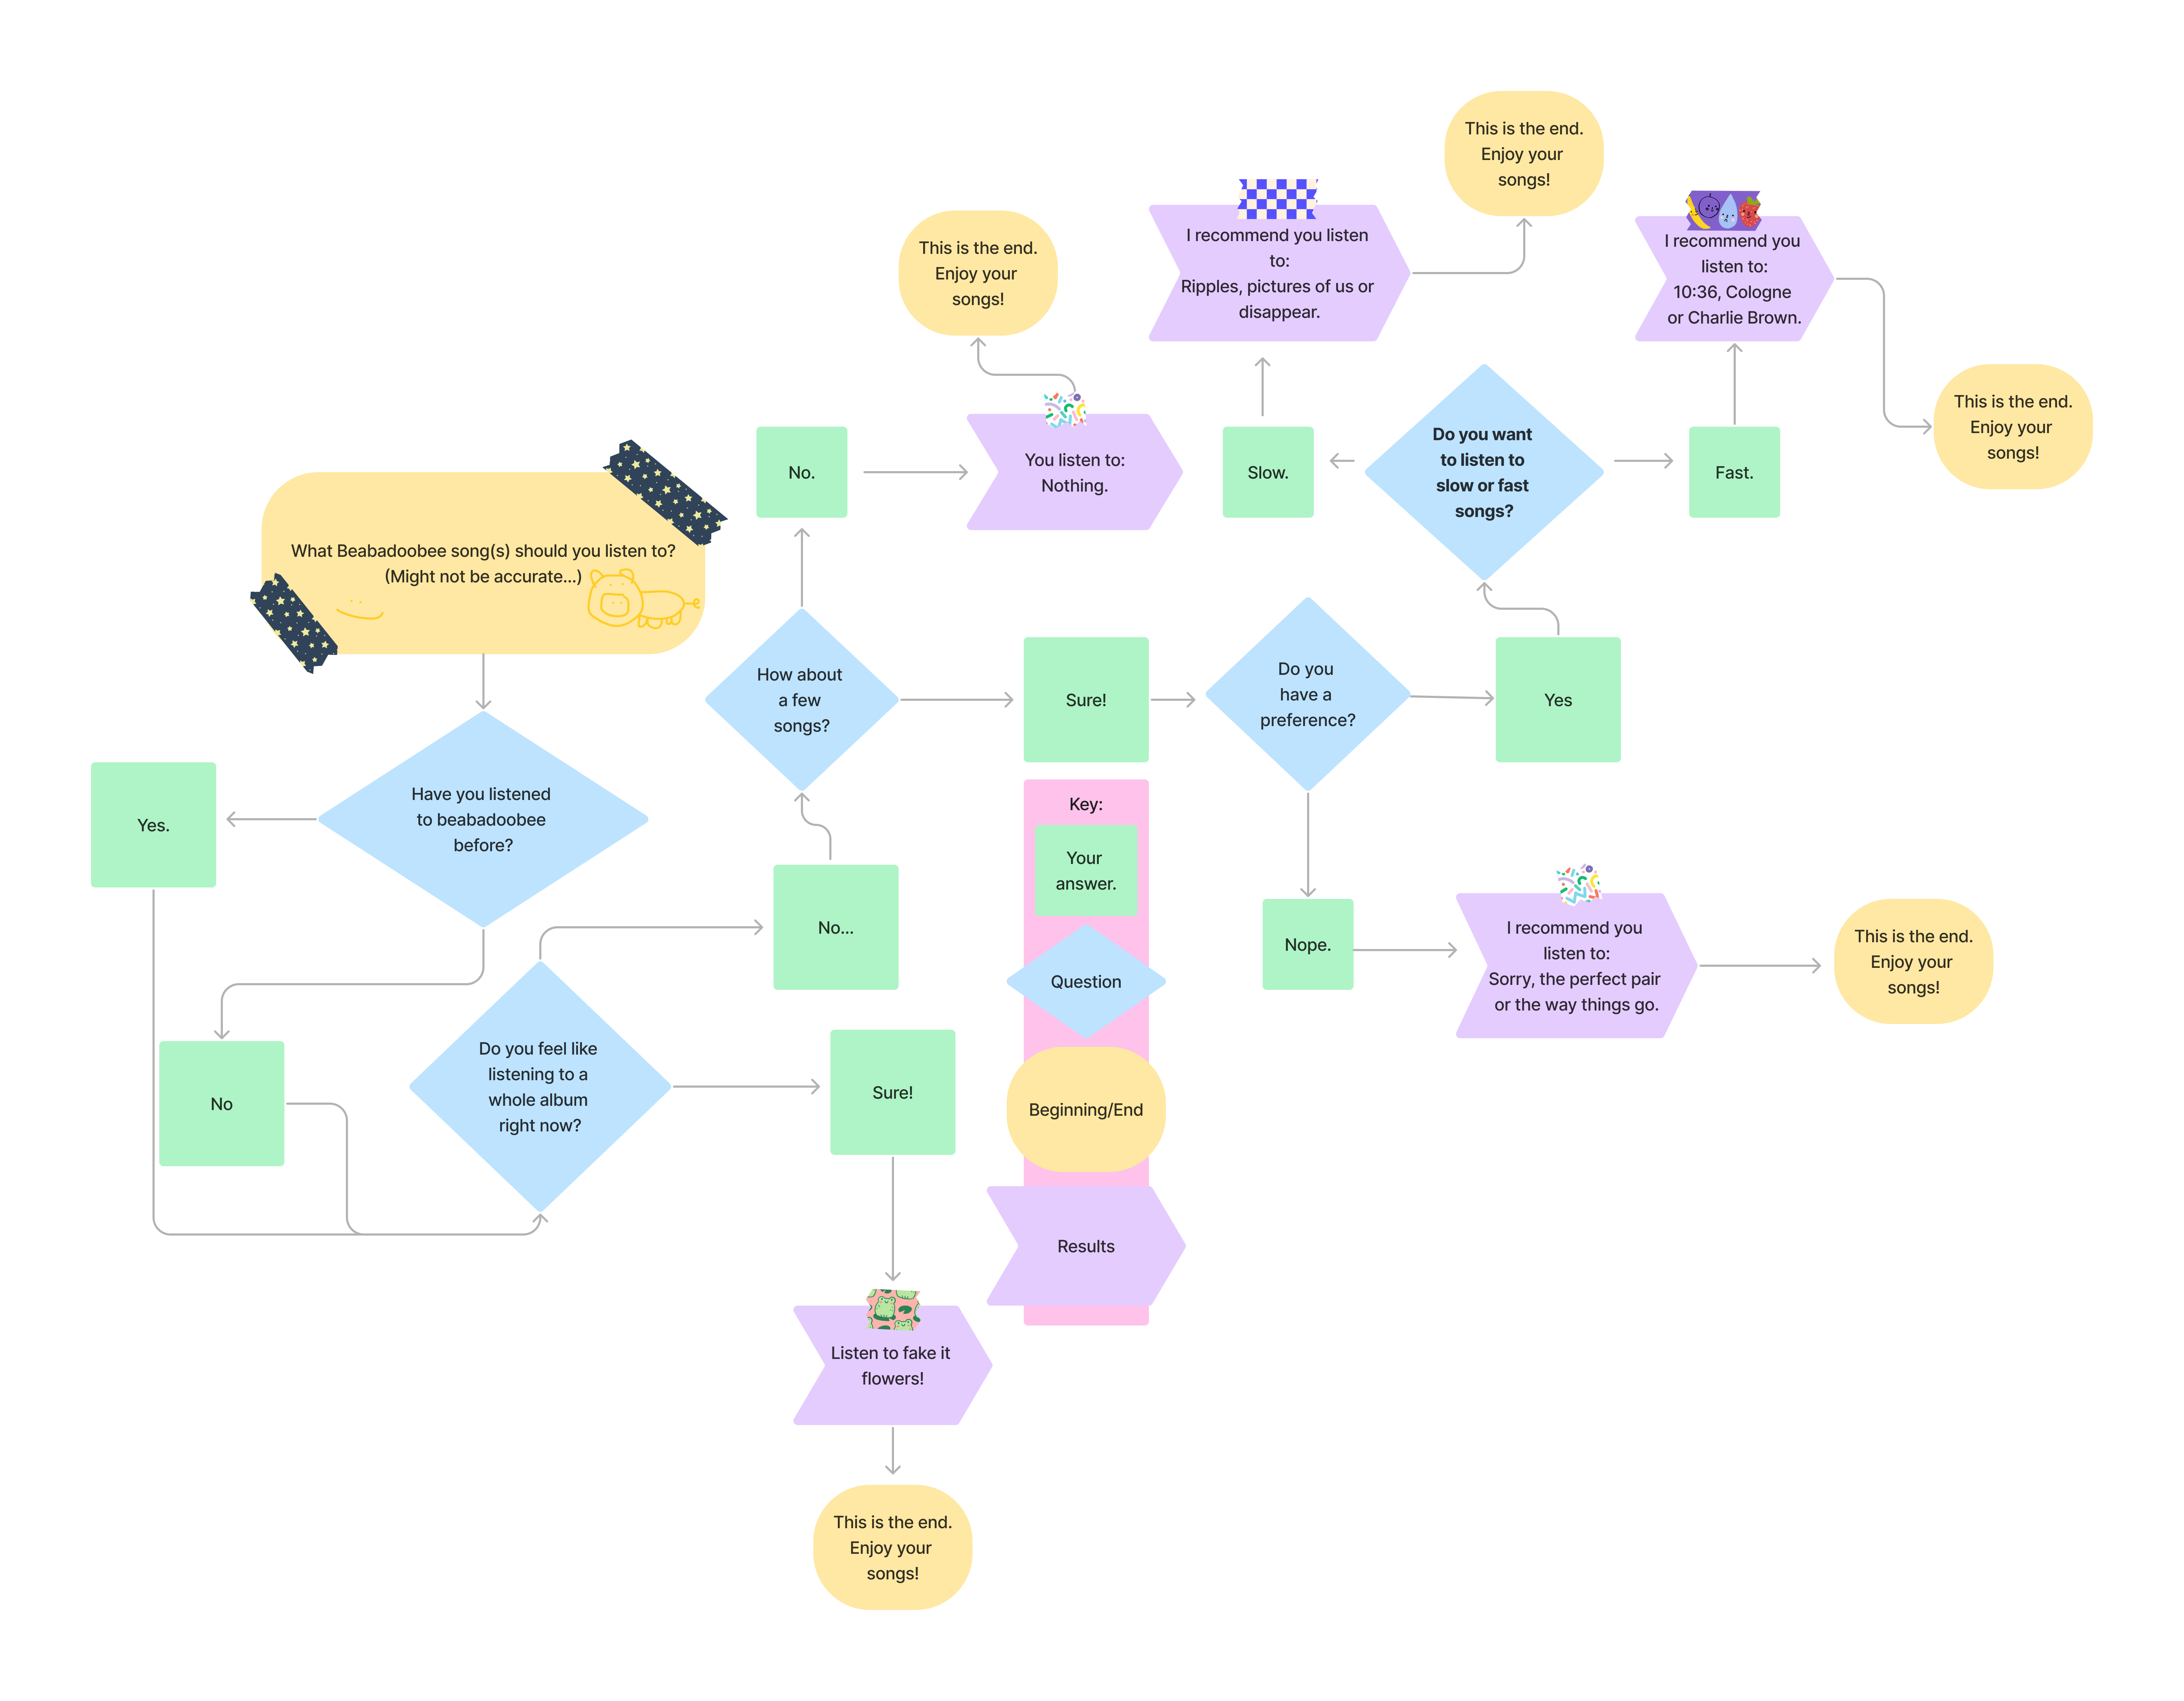 What Beabadoobee song(s) should you listen to?
(Might not be accurate...)
Have you listened
to beabadoobee
before?
Yes.
No
Do you feel like
listening to a
whole album
right now?
No...
Sure!
Listen to fake it
flowers!
This is the end.
Enjoy your
songs!
How about
a few
songs?
No.
You listen to:
Nothing.
This is the end.
Enjoy your
songs!
Sure!
Do you
have a
preference?
Yes
Do you want
to listen to
slow or fast
songs?
Slow.
I recommend you listen
to:
Ripples, pictures of us or
disappear.
This is the end.
Enjoy your
songs!
Fast.
I recommend you
listen to:
10:36, Cologne
or Charlie Brown.
This is the end.
Enjoy your
songs!
Nope.
I recommend you
listen to:
Sorry, the perfect pair
or the way things go.
This is the end.
Enjoy your
songs!
Key:
Your
answer.
Question
Beginning/End
Results